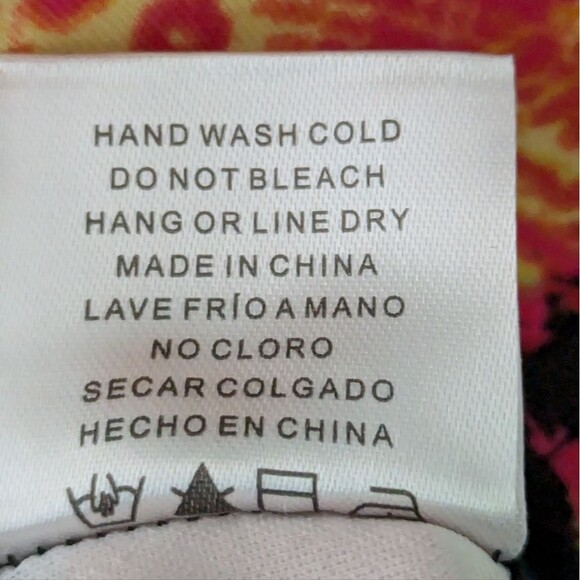 HAND WASH COLD
DO NOT BLEACH
HANG OR LINE DRY
MADE IN CHINA
LAVE FRÍO A MANO
NO CLORO
SECAR COLGADO
HECHO EN CHINA